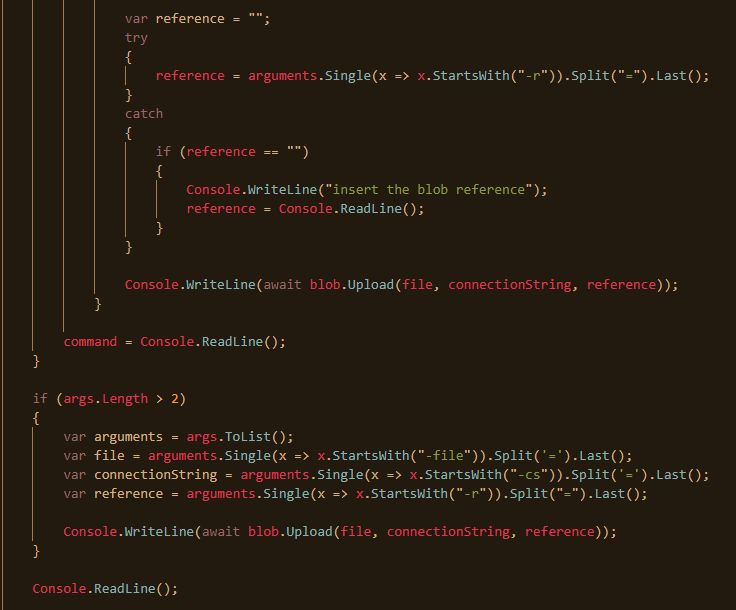 var reference = "";
try
{
reference = arguments.Single(x => x.StartsWith("-r")).Split("=").Last();
}
catch
{
if (reference == "")
{
Console.WriteLine("insert the blob reference");
reference = Console.ReadLine();
}
}
Console.WriteLine(await blob.Upload(file, connectionString, reference));
}
command = Console.ReadLine();
}
if (args.Length > 2)
{
var arguments = args.ToList();
var file = arguments.Single(x => x.StartsWith("-file")).Split('=').Last();
var connectionString = arguments.Single(x => x.StartsWith("-cs")).Split('=').Last();
var reference = arguments.Single(x => x.StartsWith("-r")).Split("=").Last();
Console.WriteLine(await blob.Upload(file, connectionString, reference));
}
Console.ReadLine();